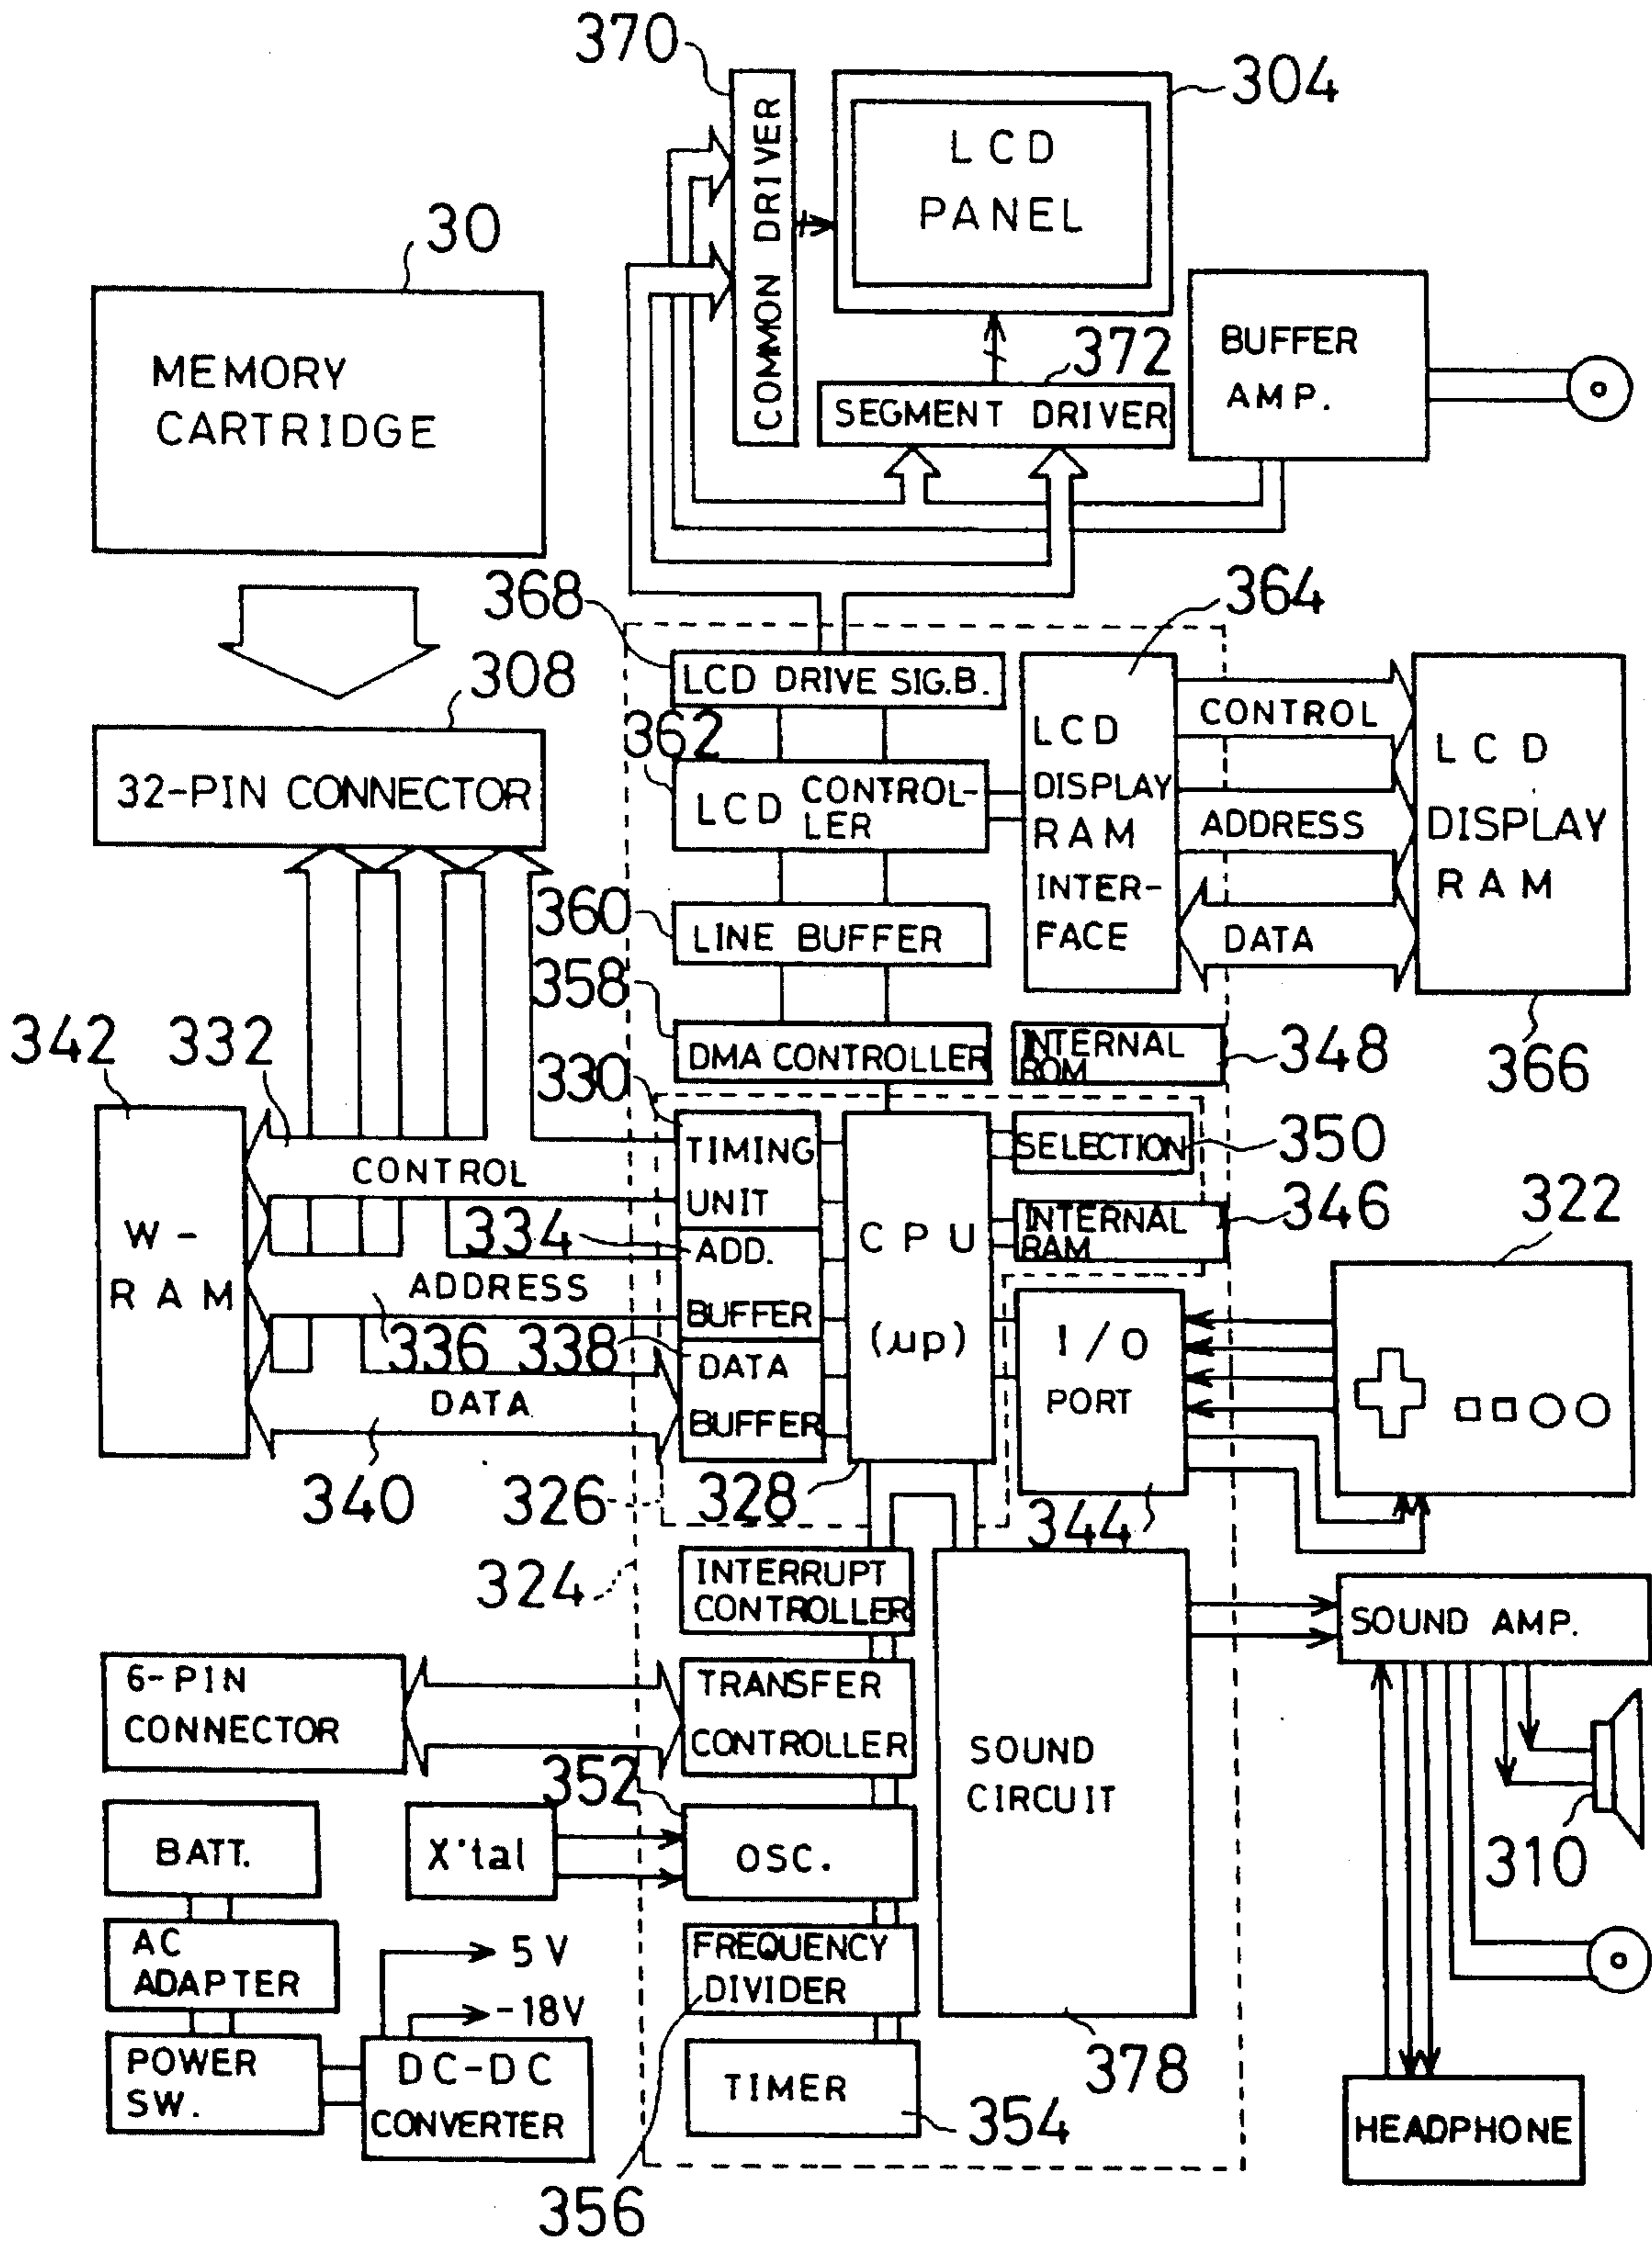 370
304
COMMON DRIVER
LCD
PANEL
30
MEMORY
CARTRIDGE
372
SEGMENT DRIVER
BUFFER
AMP.
368
364
LCD DRIVE SIG.B.
308
32-PIN CONNECTOR
362
LCD CONTROL-
LER
LCD
DISPLAY
RAM
INTER-
FACE
CONTROL
ADDRESS
DATA
LCD
DISPLAY
RAM
366
360
LINE BUFFER
358
DMA CONTROLLER
INTERNAL
ROM
348
342
332
330
TIMING
UNIT
CPU
(μp)
SELECTION
350
INTERNAL
RAM
346
322
W-
RAM
CONTROL
334
ADD.
BUFFER
ADDRESS
336
338
DATA
BUFFER
DATA
340
326
328
I/O
PORT
344
324
INTERRUPT
CONTROLLER
6-PIN
CONNECTOR
TRANSFER
CONTROLLER
SOUND
CIRCUIT
SOUND AMP.
352
310
BATT.
X'tal
OSC.
AC
ADAPTER
5V
-18V
FREQUENCY
DIVIDER
POWER
SW.
DC-DC
CONVERTER
TIMER
354
378
HEADPHONE
356